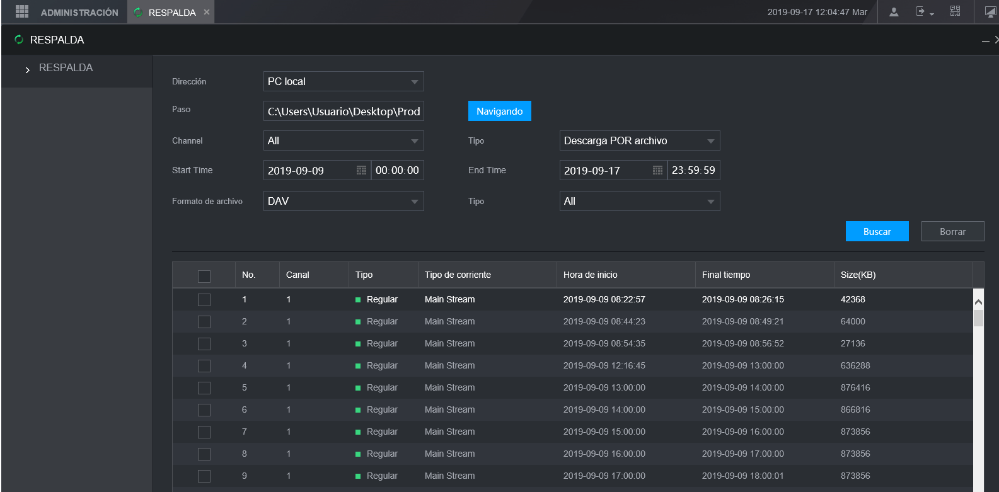 ADMINISTRACIÓN RESPALDA × 2019-09-17 12:04:47 Mar
RESPALDA
RESPALDA
Dirección PC local
Paso C:\Users\Usuario\Desktop\Prod Navigando
Channel All Tipo Descarga POR archivo
Start Time 2019-09-09 00:00:00 End Time 2019-09-17 23:59:59
Formato de archivo DAV Tipo All
Buscar Borrar
No. Canal Tipo Tipo de corriente Hora de inicio Final tiempo Size(KB)
1 1 Regular Main Stream 2019-09-09 08:22:57 2019-09-09 08:26:15 42368
2 1 Regular Main Stream 2019-09-09 08:44:23 2019-09-09 08:49:21 64000
3 1 Regular Main Stream 2019-09-09 08:54:35 2019-09-09 08:56:52 27136
4 1 Regular Main Stream 2019-09-09 12:16:45 2019-09-09 13:00:00 636288
5 1 Regular Main Stream 2019-09-09 13:00:00 2019-09-09 14:00:00 876416
6 1 Regular Main Stream 2019-09-09 14:00:00 2019-09-09 15:00:00 866816
7 1 Regular Main Stream 2019-09-09 15:00:00 2019-09-09 16:00:00 873856
8 1 Regular Main Stream 2019-09-09 16:00:00 2019-09-09 17:00:00 873856
9 1 Regular Main Stream 2019-09-09 17:00:00 2019-09-09 18:00:01 873856